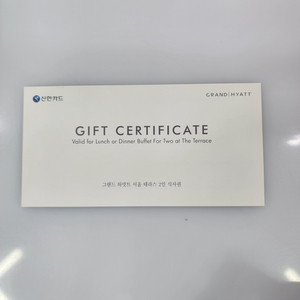 신한카드
GRAND | HYATT
GIFT CERTIFICATE
Valid for Lunch or Dinner Buffet For Two at The Terrace
그랜드 하얏트 서울 테라스 2인 식사권